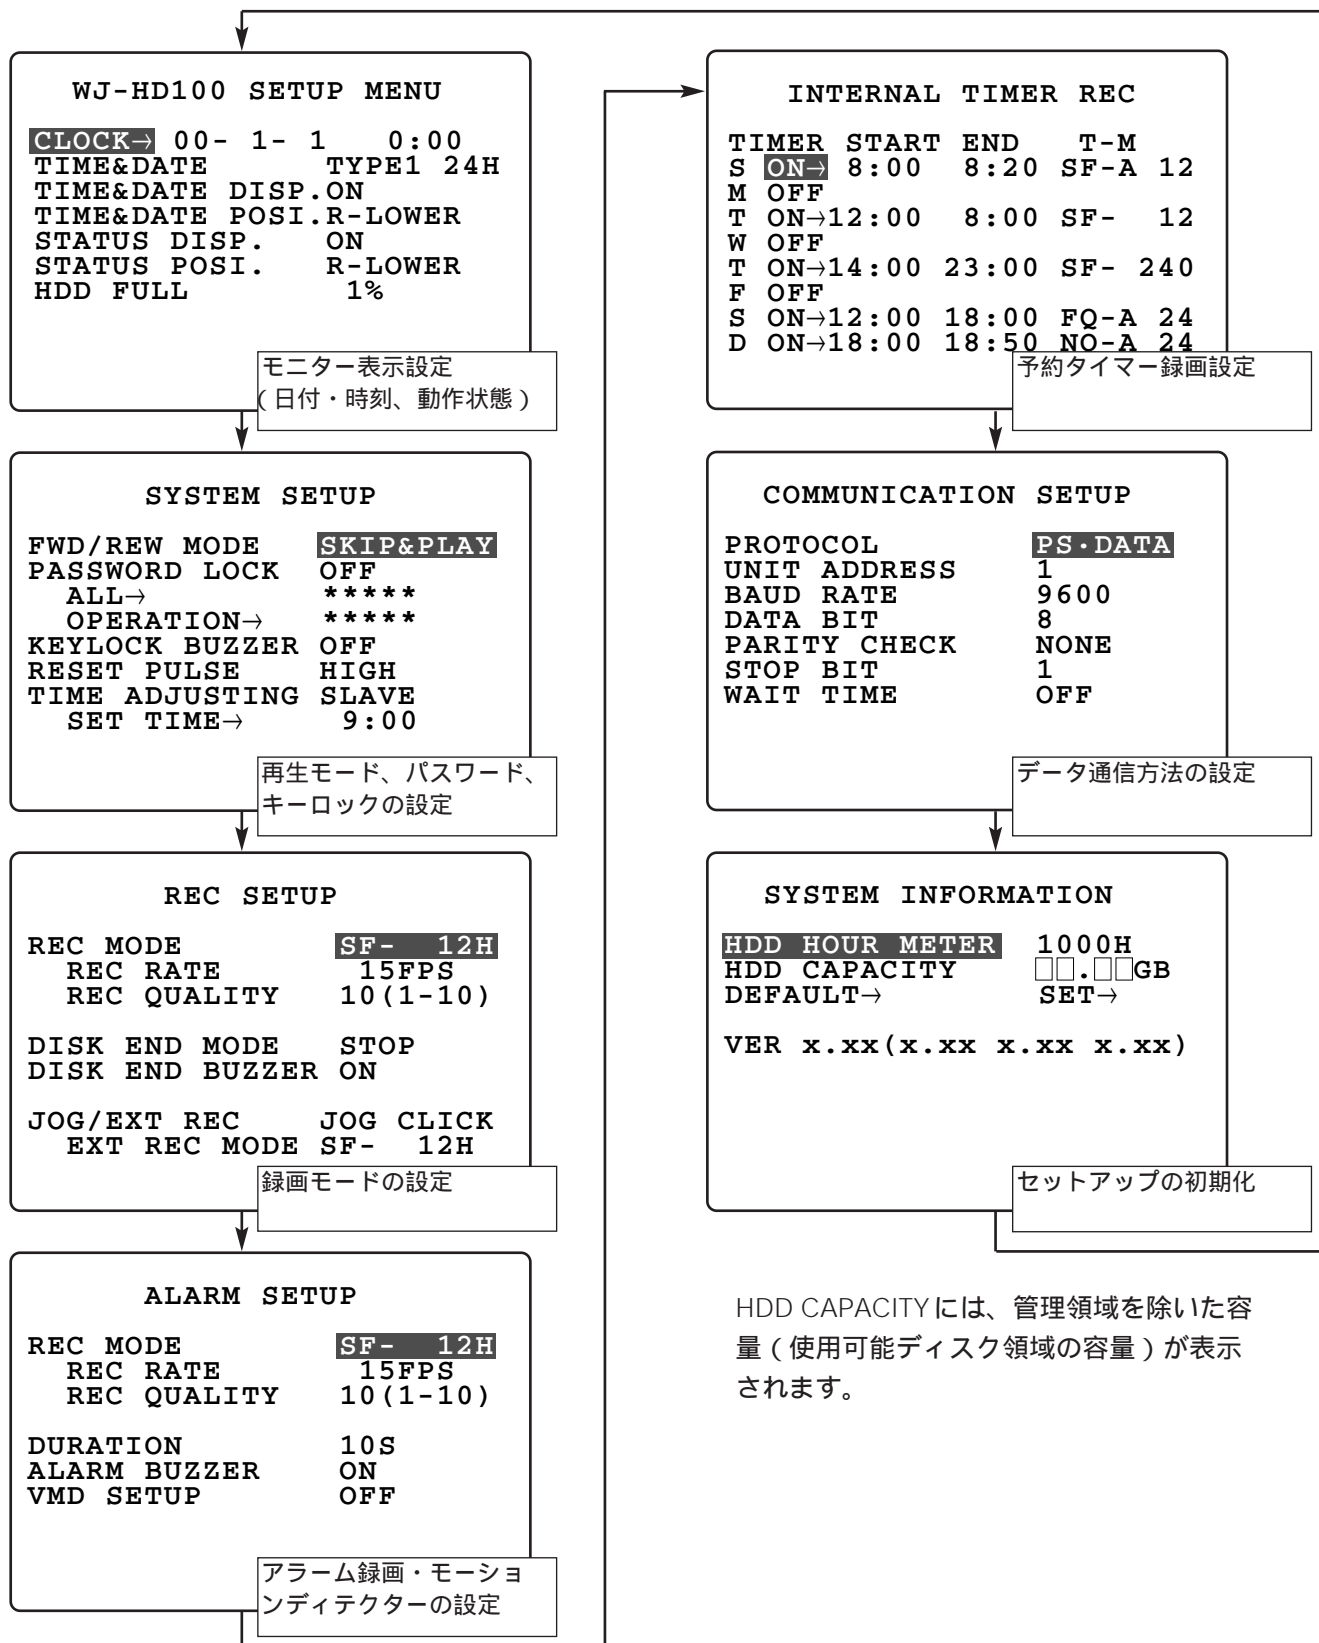 WJ-HD100 SETUP MENU
CLOCK→ 00- 1- 1 0:00
TIME&DATE TYPE1 24H
TIME&DATE DISP.ON
TIME&DATE POSI.R-LOWER
STATUS DISP. ON
STATUS POSI. R-LOWER
HDD FULL 1%
モニター表示設定
(日付・時刻、動作状態)
SYSTEM SETUP
FWD/REW MODE SKIP&PLAY
PASSWORD LOCK OFF
ALL→ *****
OPERATION→ *****
KEYLOCK BUZZER OFF
RESET PULSE HIGH
TIME ADJUSTING SLAVE
SET TIME→ 9:00
再生モード、パスワード、
キーロックの設定
REC SETUP
REC MODE SF- 12H
REC RATE 15FPS
REC QUALITY 10(1-10)
DISK END MODE STOP
DISK END BUZZER ON
JOG/EXT REC JOG CLICK
EXT REC MODE SF- 12H
録画モードの設定
ALARM SETUP
REC MODE SF- 12H
REC RATE 15FPS
REC QUALITY 10(1-10)
DURATION 10S
ALARM BUZZER ON
VMD SETUP OFF
アラーム録画・モーショ
ンディテクターの設定
INTERNAL TIMER REC
TIMER START END T-M
S ON→ 8:00 8:20 SF-A 12
M OFF
T ON→12:00 8:00 SF- 12
W OFF
T ON→14:00 23:00 SF- 240
F OFF
S ON→12:00 18:00 FQ-A 24
D ON→18:00 18:50 NO-A 24
予約タイマー録画設定
COMMUNICATION SETUP
PROTOCOL PS・DATA
UNIT ADDRESS 1
BAUD RATE 9600
DATA BIT 8
PARITY CHECK NONE
STOP BIT 1
WAIT TIME OFF
データ通信方法の設定
SYSTEM INFORMATION
HDD HOUR METER 1000H
HDD CAPACITY □□.□□GB
DEFAULT→ SET→
VER x.xx(x.xx x.xx x.xx)
セットアップの初期化
HDD CAPACITYには、管理領域を除いた容
量(使用可能ディスク領域の容量)が表示
されます。